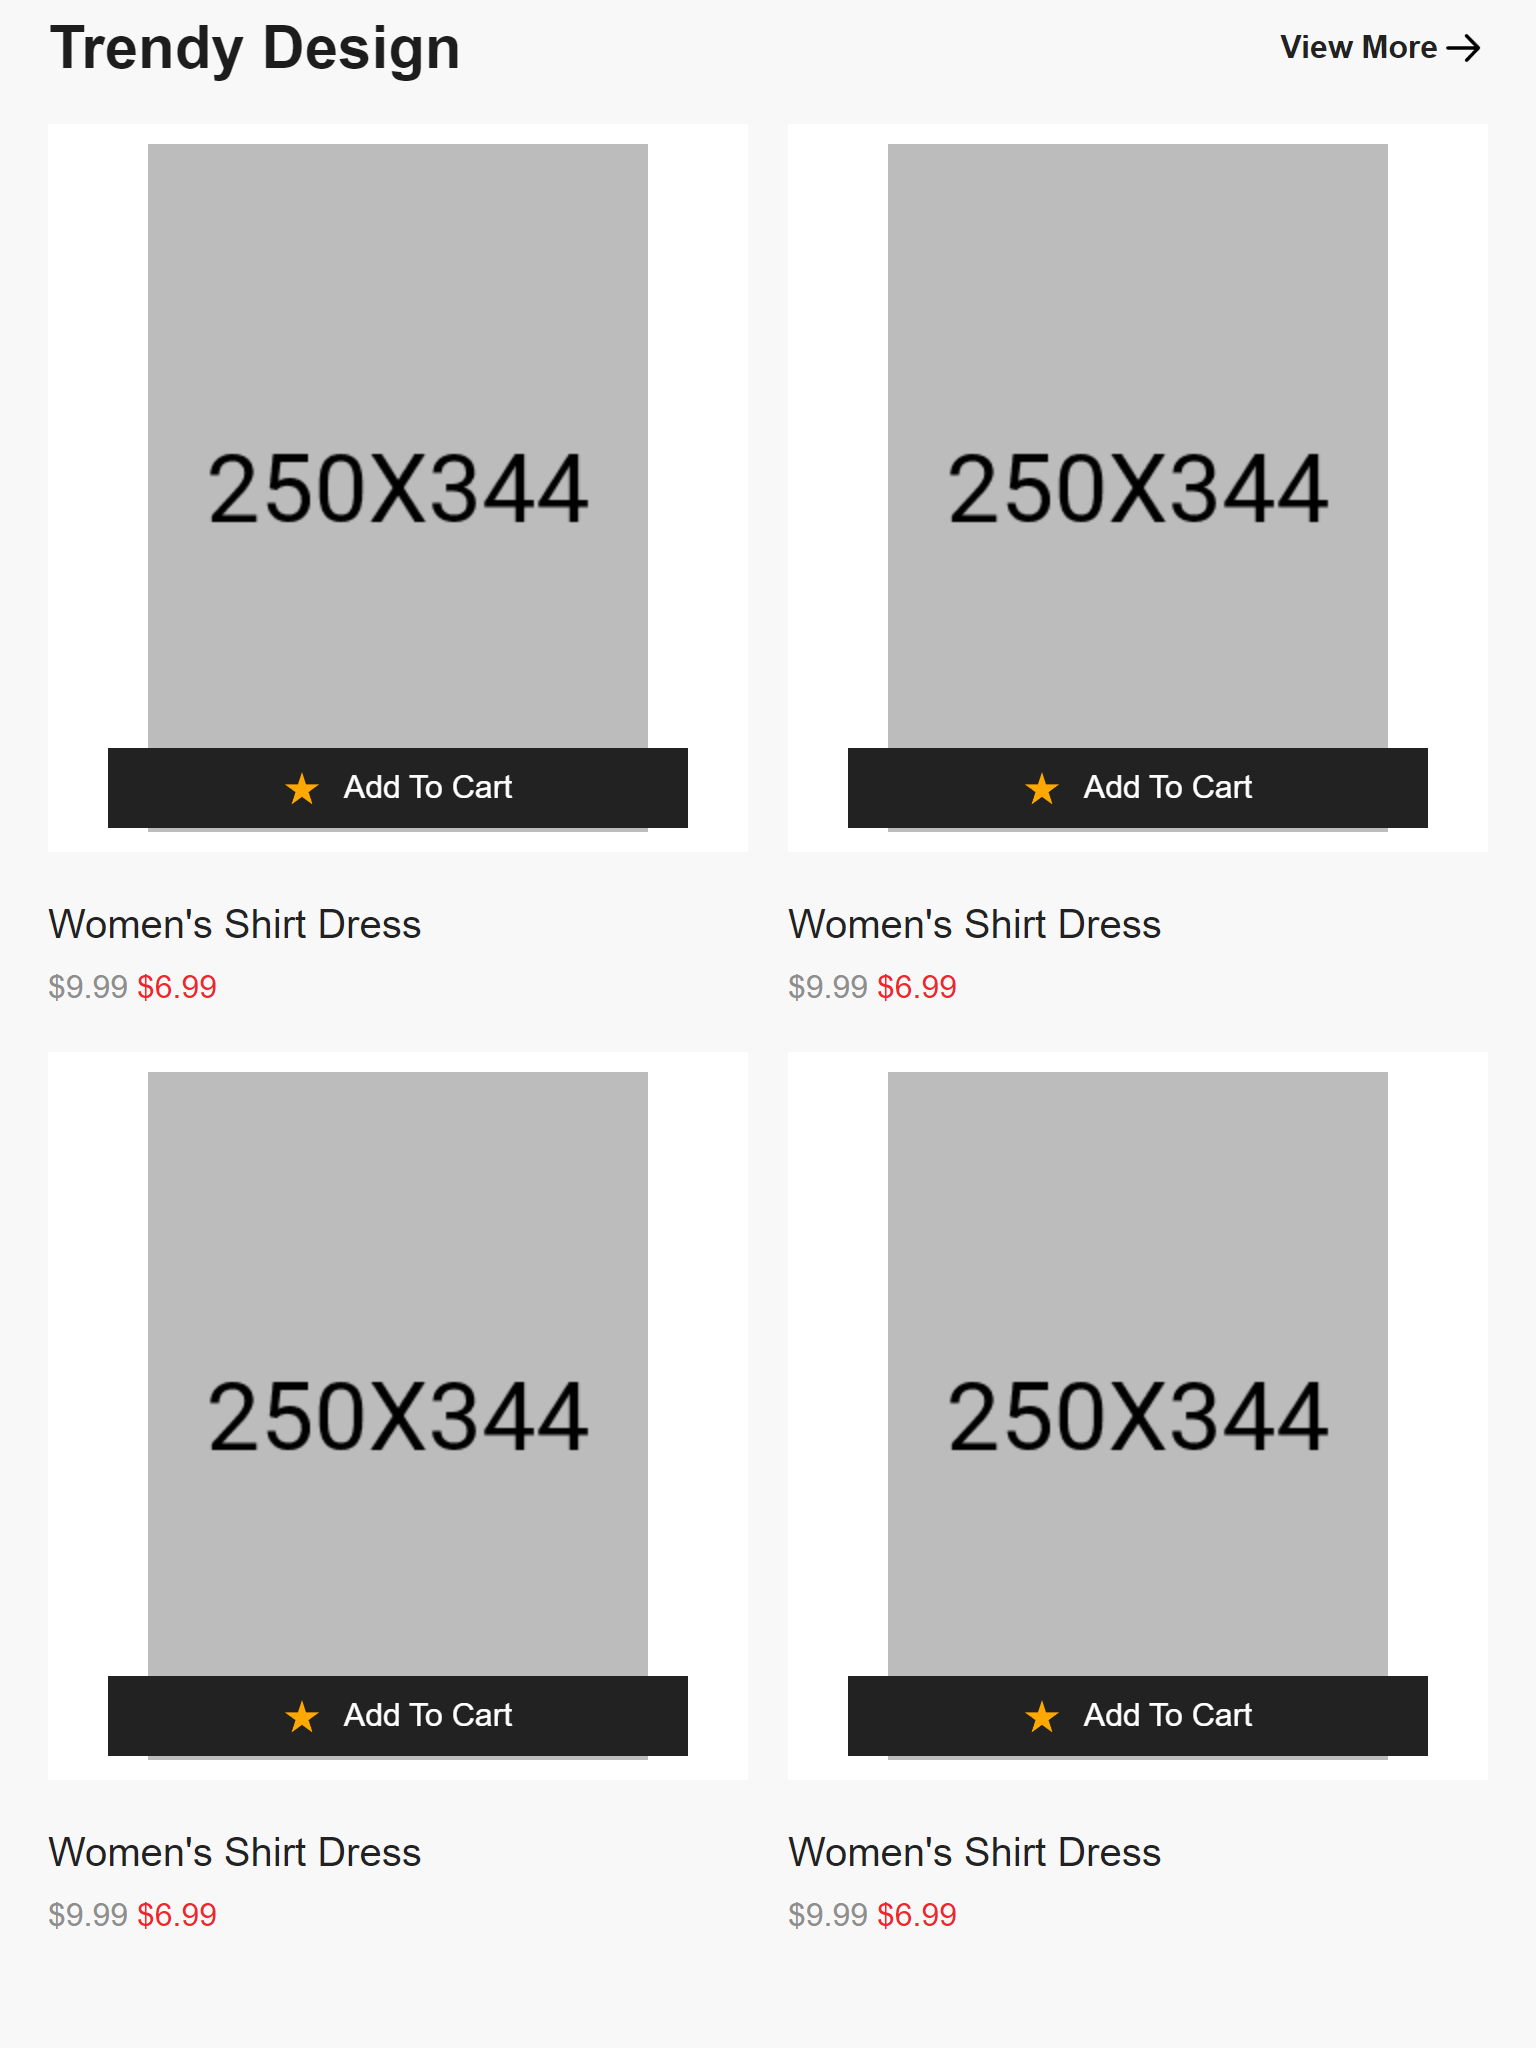 Trendy Design
View More
250X344
250X344
Add To Cart
Add To Cart
Women's Shirt Dress
$9.99 $6.99
Women's Shirt Dress
$9.99 $6.99
250X344
250X344
Add To Cart
Add To Cart
Women's Shirt Dress
$9.99 $6.99
Women's Shirt Dress
$9.99 $6.99